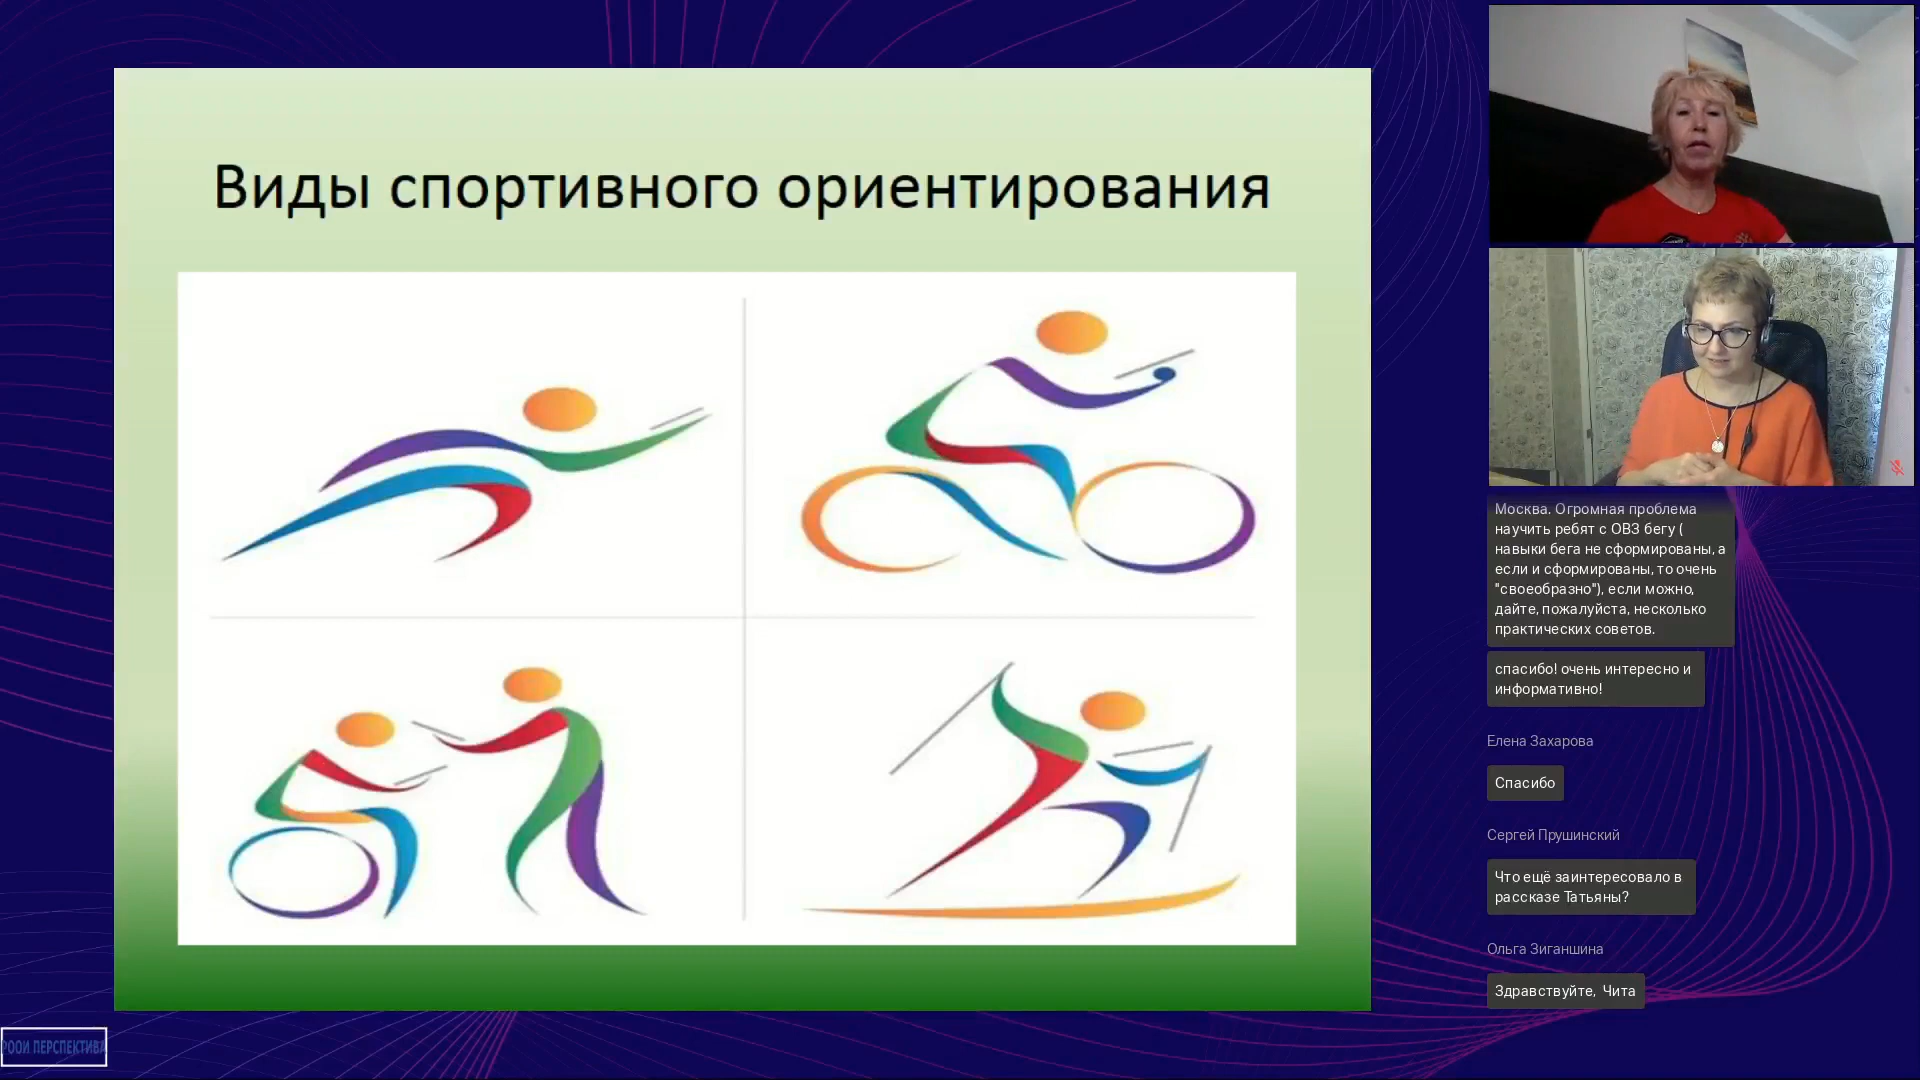 Виды спортивного ориентирования
Москва. Огромная проблема
научить ребят с ОВЗ бегу (
навыки бега не сформированы, а
если и сформированы, то очень
"своеобразно"), если можно,
дайте, пожалуйста, несколько
практических советов.
спасибо! очень интересно и
информативно!
Елена Захарова
Спасибо
Сергей Прушинский
Что ещё заинтересовало в
рассказе Татьяны?
Ольга Зиганшина
Здравствуйте, Чита
РООИ ПЕРСПЕКТИВА